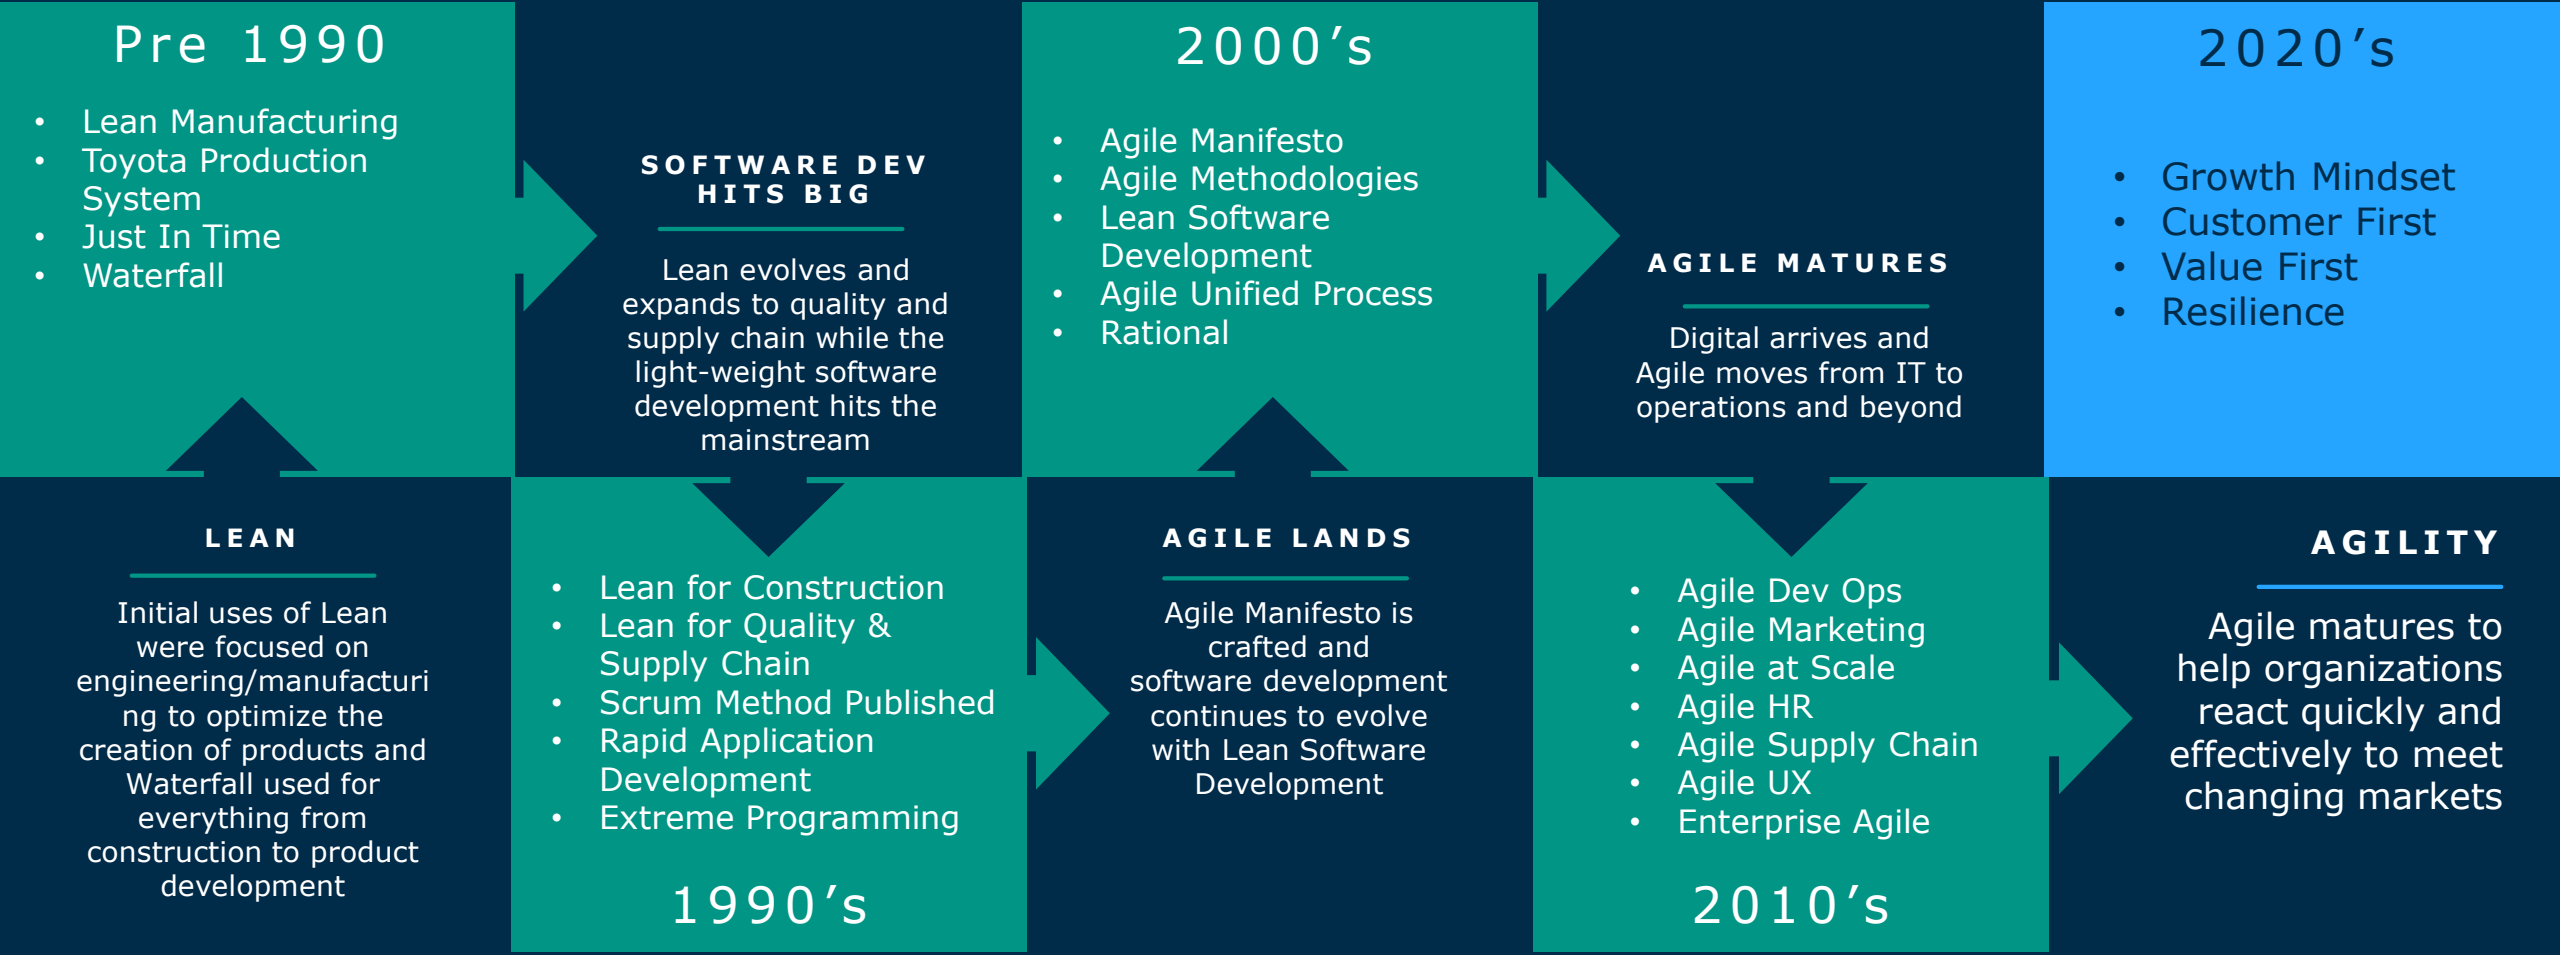 Pre 1990
• Lean Manufacturing
• Toyota Production
System
• Just In Time
• Waterfall
LEAN
Initial uses of Lean
were focused on
engineering/manufacturi
ng to optimize the
creation of products and
Waterfall used for
everything from
construction to product
development
SOFTWARE DEV
HITS BIG
Lean evolves and
expands to quality and
supply chain while the
light-weight software
development hits the
mainstream
• Lean for Construction
• Lean for Quality &
Supply Chain
• Scrum Method Published
• Rapid Application
Development
• Extreme Programming
1990’s
2000’s
• Agile Manifesto
• Agile Methodologies
• Lean Software
Development
• Agile Unified Process
• Rational
AGILE LANDS
Agile Manifesto is
crafted and
software development
continues to evolve
with Lean Software
Development
AGILE MATURES
Digital arrives and
Agile moves from IT to
operations and beyond
• Agile Dev Ops
• Agile Marketing
• Agile at Scale
• Agile HR
• Agile Supply Chain
• Agile UX
• Enterprise Agile
2010’s
2020’s
• Growth Mindset
• Customer First
• Value First
• Resilience
AGILITY
Agile matures to
help organizations
react quickly and
effectively to meet
changing markets